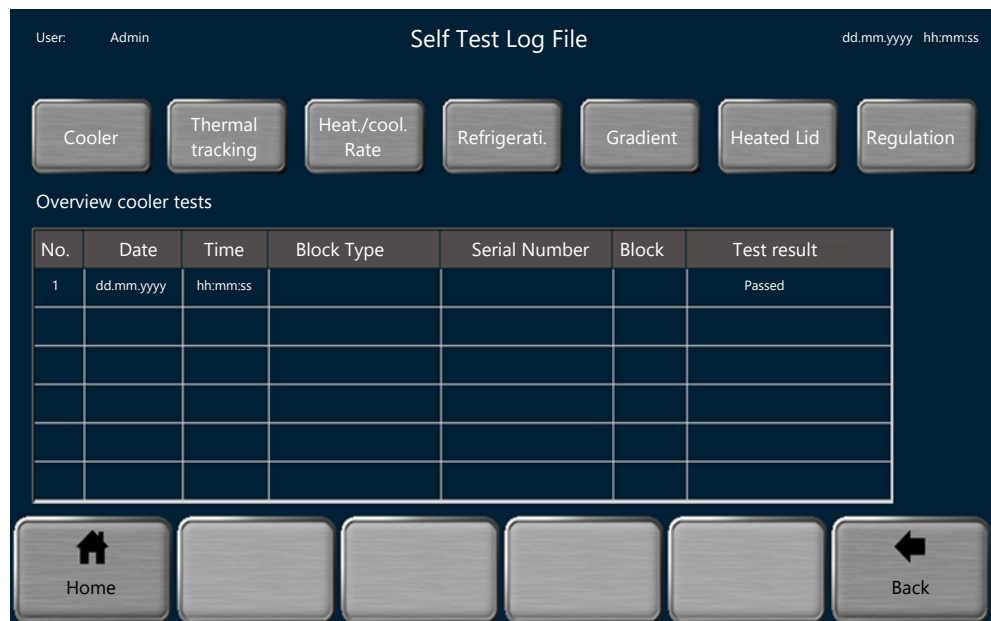 User: Admin Self Test Log File dd.mm.yyyy hh:mm:ss
Cooler
Thermal
tracking
Heat./cool.
Rate
Refrigerati.
Gradient
Heated Lid
Regulation
Overview cooler tests
No. Date Time Block Type Serial Number Block Test result
1 dd.mm.yyyy hh:mm:ss Passed
Home
Back